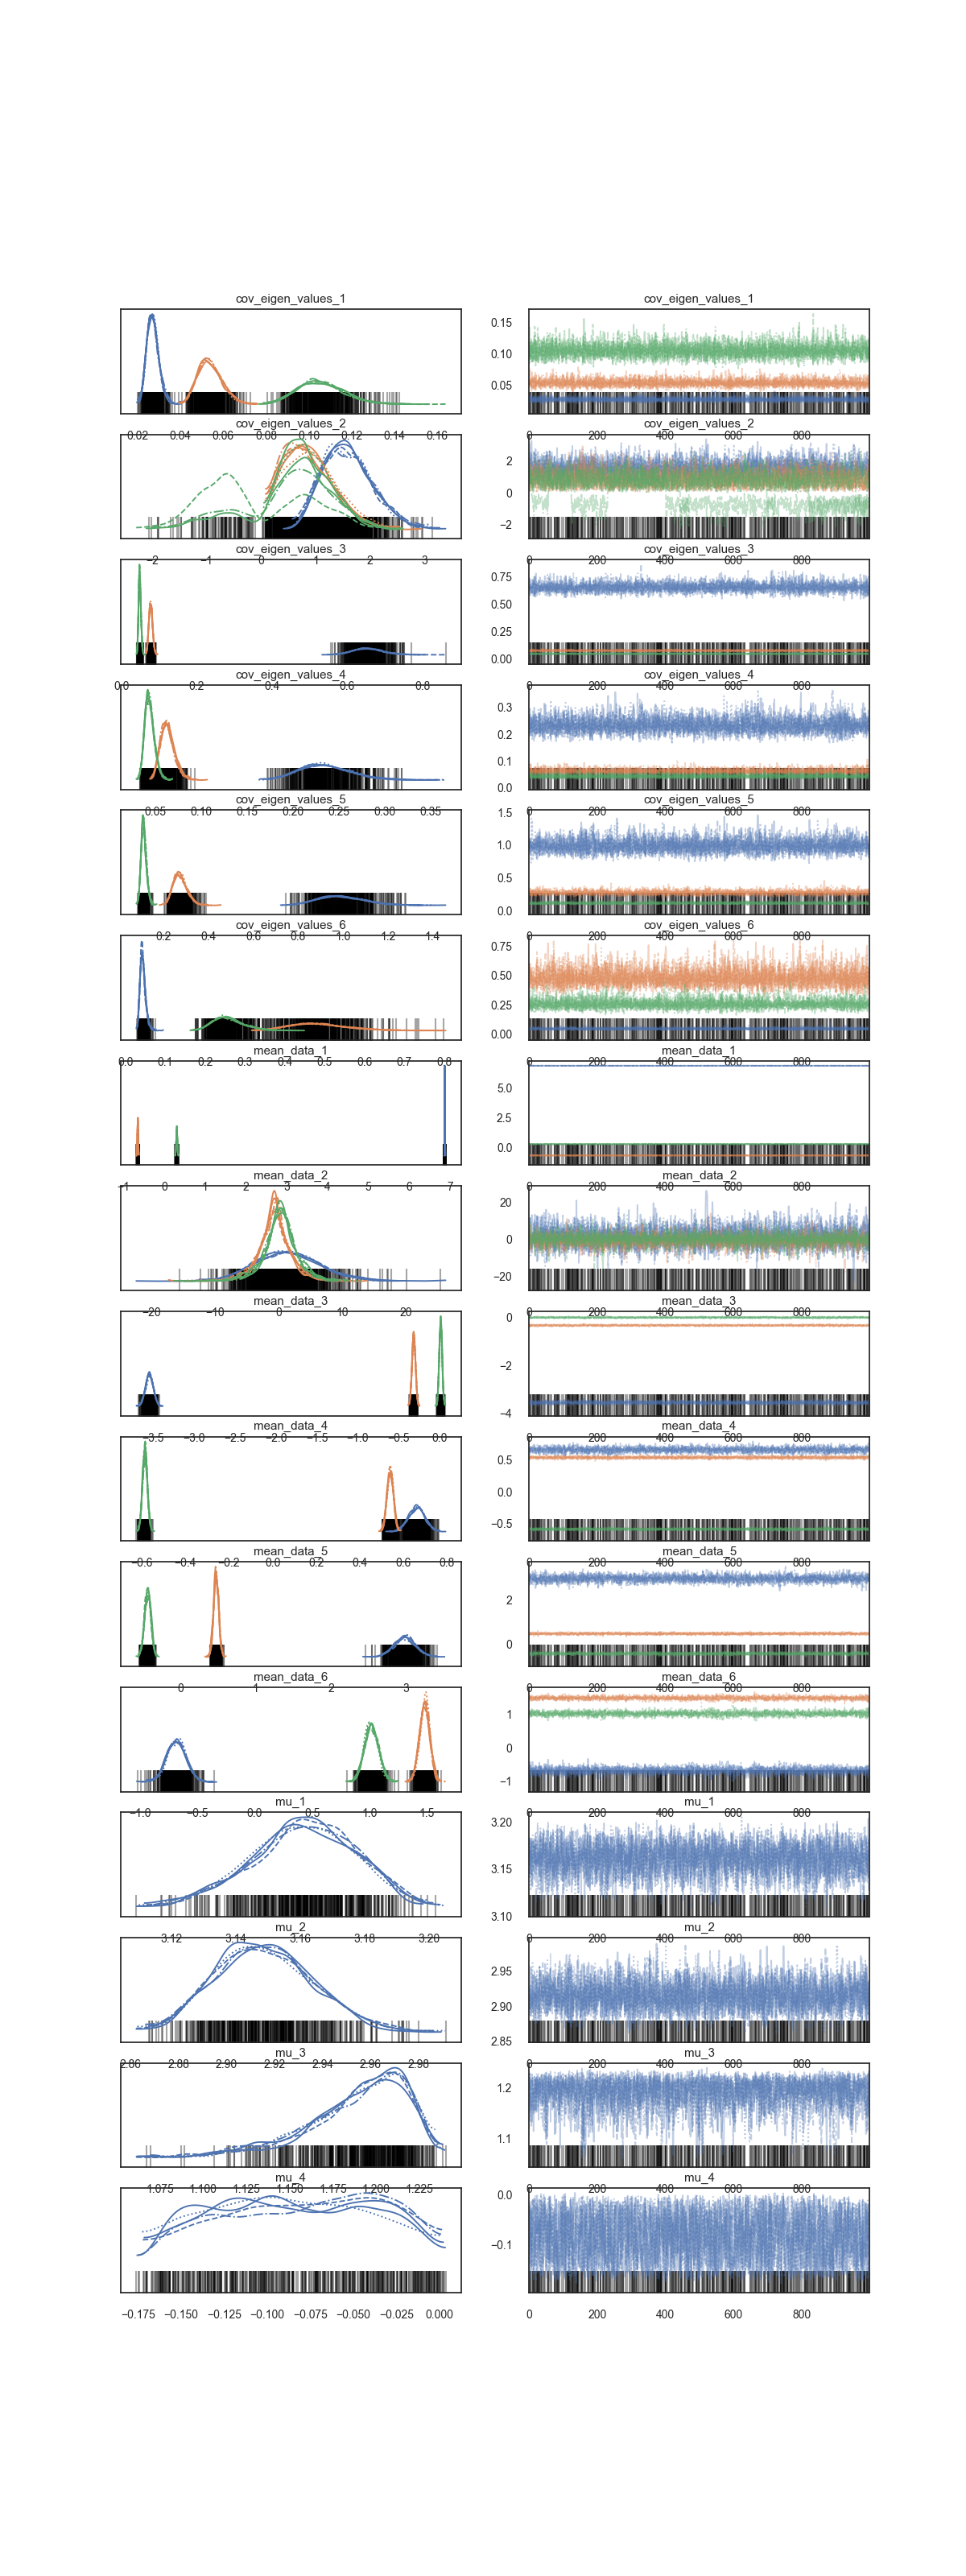 cov_eigen_values_1 cov_eigen_values_1
0.15
0.10
0.05
0.02 0.04 0.06 0.08 0.10 0.12 0.14 0.16 0 200 400 600 800
cov_eigen_values_2 cov_eigen_values_2
2
0
−2
−2 −1 0 1 2 3 0 200 400 600 800
cov_eigen_values_3 cov_eigen_values_3
0.75
0.50
0.25
0.00
0.0 0.2 0.4 0.6 0.8 0 200 400 600 800
cov_eigen_values_4 cov_eigen_values_4
0.3
0.2
0.1
0.0
0.05 0.10 0.15 0.20 0.25 0.30 0.35 0 200 400 600 800
cov_eigen_values_5 cov_eigen_values_5
1.5
1.0
0.5
0.0
0.2 0.4 0.6 0.8 1.0 1.2 1.4 0 200 400 600 800
cov_eigen_values_6 cov_eigen_values_6
0.75
0.50
0.25
0.00
0.0 0.1 0.2 0.3 0.4 0.5 0.6 0.7 0.8 0 200 400 600 800
mean_data_1 mean_data_1
5.0
2.5
0.0
−1 0 1 2 3 4 5 6 7 0 200 400 600 800
mean_data_2 mean_data_2
20
0
−20
−20 −10 0 10 20 0 200 400 600 800
mean_data_3 mean_data_3
0
−2
−4
−3.5 −3.0 −2.5 −2.0 −1.5 −1.0 −0.5 0.0 0 200 400 600 800
mean_data_4 mean_data_4
0.5
0.0
−0.5
−0.6 −0.4 −0.2 0.0 0.2 0.4 0.6 0.8 0 200 400 600 800
mean_data_5 mean_data_5
2
0
0 1 2 3 0 200 400 600 800
mean_data_6 mean_data_6
1
0
−1
−1.0 −0.5 0.0 0.5 1.0 1.5 0 200 400 600 800
mu_1 mu_1
3.20
3.15
3.10
3.12 3.14 3.16 3.18 3.20 0 200 400 600 800
mu_2 mu_2
2.95
2.90
2.85
2.86 2.88 2.90 2.92 2.94 2.96 2.98 0 200 400 600 800
mu_3 mu_3
1.2
1.1
1.075 1.100 1.125 1.150 1.175 1.200 1.225 0 200 400 600 800
mu_4 mu_4
0.0
−0.1
−0.175 −0.150 −0.125 −0.100 −0.075 −0.050 −0.025 0.000 0 200 400 600 800